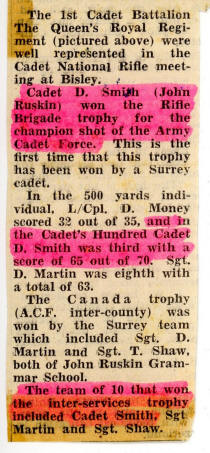 The 1st Cadet Battalion
The Queen's Royal Regi-
ment (pictured above) were
well represented in the
Cadet National Rifle meet-
ing at Bisley.
Cadet D. Smith (John
Ruskin) won the Rifle
Brigade trophy for the
champion shot of the Army
Cadet Force. This is the
first time that this trophy
has been won by a Surrey
cadet.
In the 500 yards indi-
vidual, L/Cpl. D. Money
scored 32 out of 35, and in
the Cadet's Hundred Cadet
D. Smith was third with a
score of 65 out of 70. Sgt.
D. Martin was eighth with
a total of 63.
The Canada trophy
(A.C.F. inter-county) was
won by the Surrey team
which included Sgt. D.
Martin and Sgt. T. Shaw,
both of John Ruskin Gram-
mar School.
The team of 10 that won
the inter-services trophy
included Cadet Smith, Sgt
Martin and Sgt. Shaw.